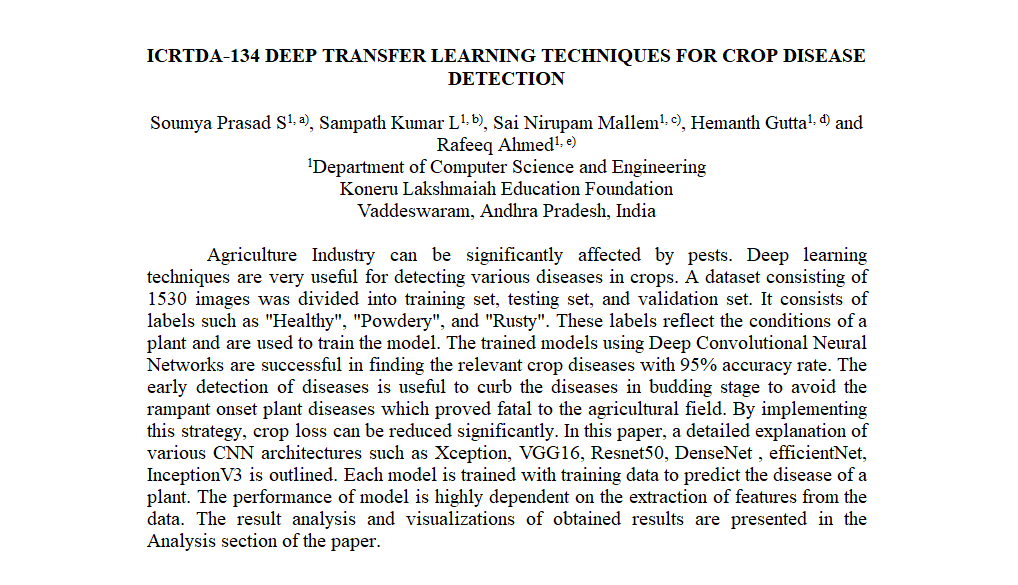 ICRTDA-134 DEEP TRANSFER LEARNING TECHNIQUES FOR CROP DISEASE
DETECTION
Soumya Prasad S1, a), Sampath Kumar L1, b), Sai Nirupam Mallem1, c), Hemanth Gutta1, d) and
Rafeeq Ahmed1, e)
1Department of Computer Science and Engineering
Koneru Lakshmaiah Education Foundation
Vaddeswaram, Andhra Pradesh, India
Agriculture Industry can be significantly affected by pests. Deep learning
techniques are very useful for detecting various diseases in crops. A dataset consisting of
1530 images was divided into training set, testing set, and validation set. It consists of
labels such as "Healthy", "Powdery", and "Rusty". These labels reflect the conditions of a
plant and are used to train the model. The trained models using Deep Convolutional Neural
Networks are successful in finding the relevant crop diseases with 95% accuracy rate. The
early detection of diseases is useful to curb the diseases in budding stage to avoid the
rampant onset plant diseases which proved fatal to the agricultural field. By implementing
this strategy, crop loss can be reduced significantly. In this paper, a detailed explanation of
various CNN architectures such as Xception, VGG16, Resnet50, DenseNet , efficientNet,
InceptionV3 is outlined. Each model is trained with training data to predict the disease of a
plant. The performance of model is highly dependent on the extraction of features from the
data. The result analysis and visualizations of obtained results are presented in the
Analysis section of the paper.